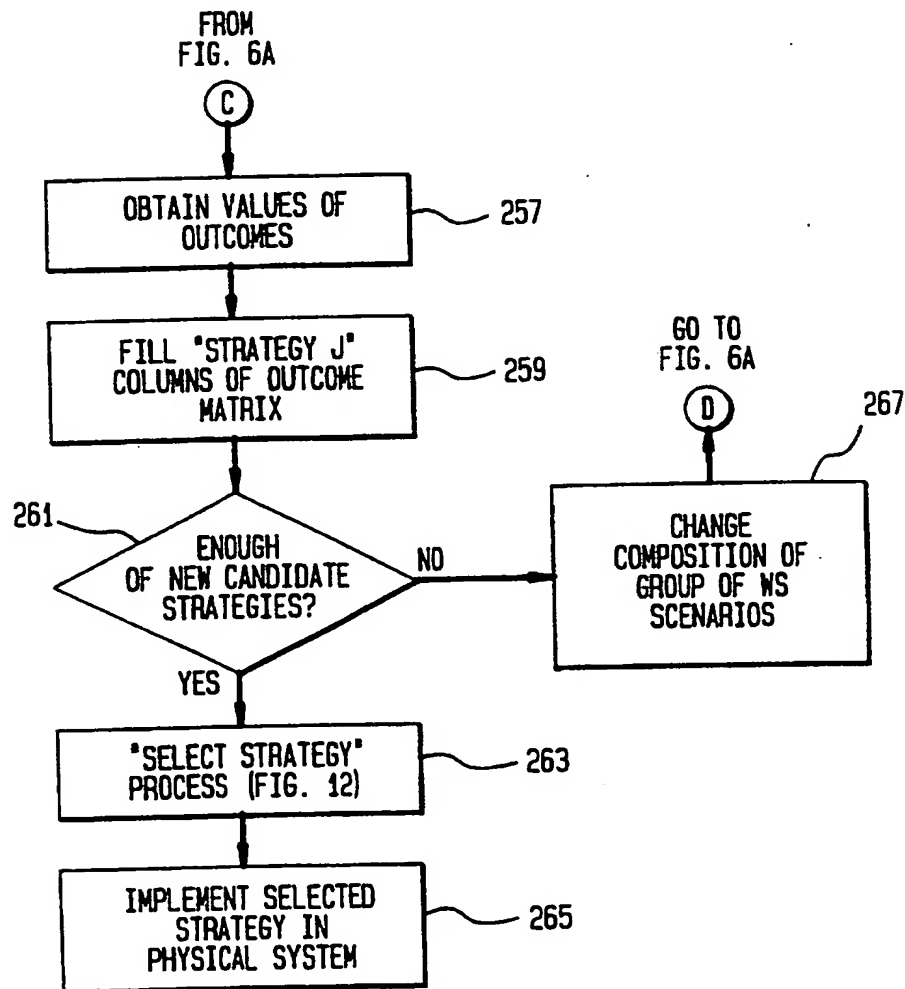 FROM
FIG. 6A
C
OBTAIN VALUES OF
OUTCOMES
257
FILL "STRATEGY J"
COLUMNS OF OUTCOME
MATRIX
259
GO TO
FIG. 6A
D
267
261
ENOUGH
OF NEW CANDIDATE
STRATEGIES?
NO
YES
CHANGE
COMPOSITION OF
GROUP OF WS
SCENARIOS
"SELECT STRATEGY"
PROCESS (FIG. 12)
263
IMPLEMENT SELECTED
STRATEGY IN
PHYSICAL SYSTEM
265